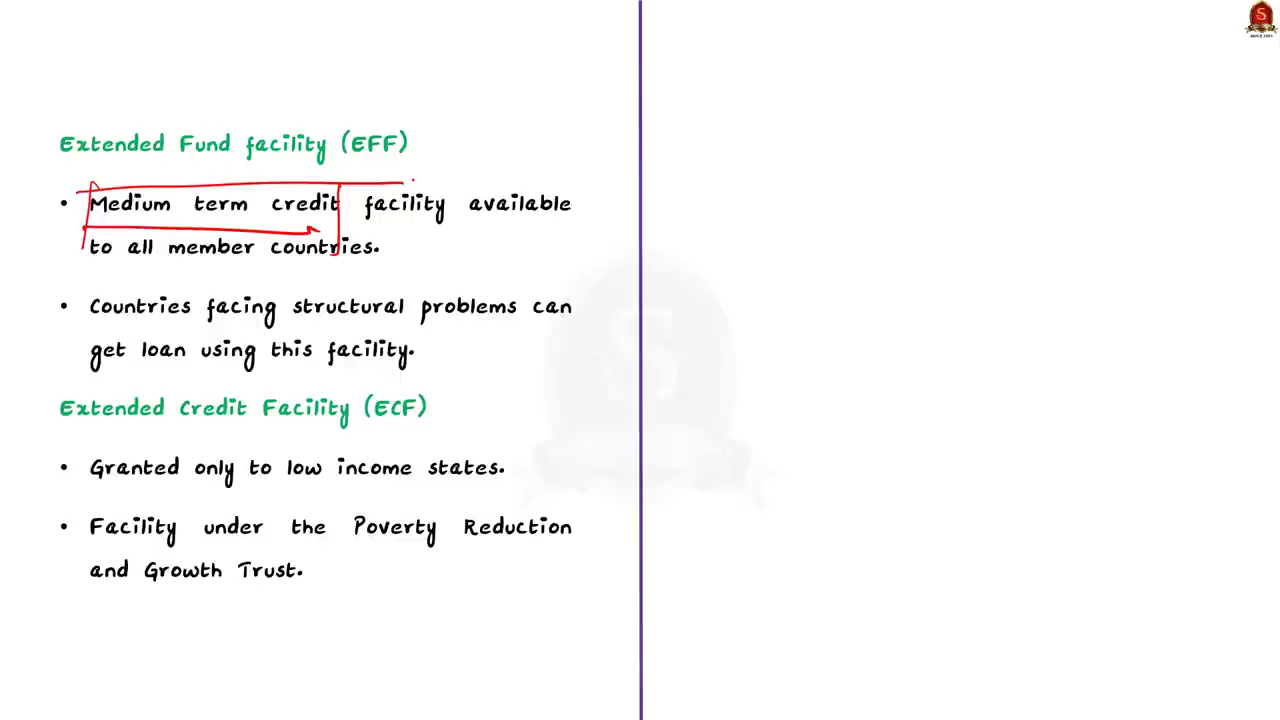 Extended Fund facility (EFF)
• Medium term credit facility available
to all member countries.
• Countries facing structural problems can
get loan using this facility.
Extended Credit Facility (ECF)
• Granted only to low income states.
• Facility under the Poverty Reduction
and Growth Trust.